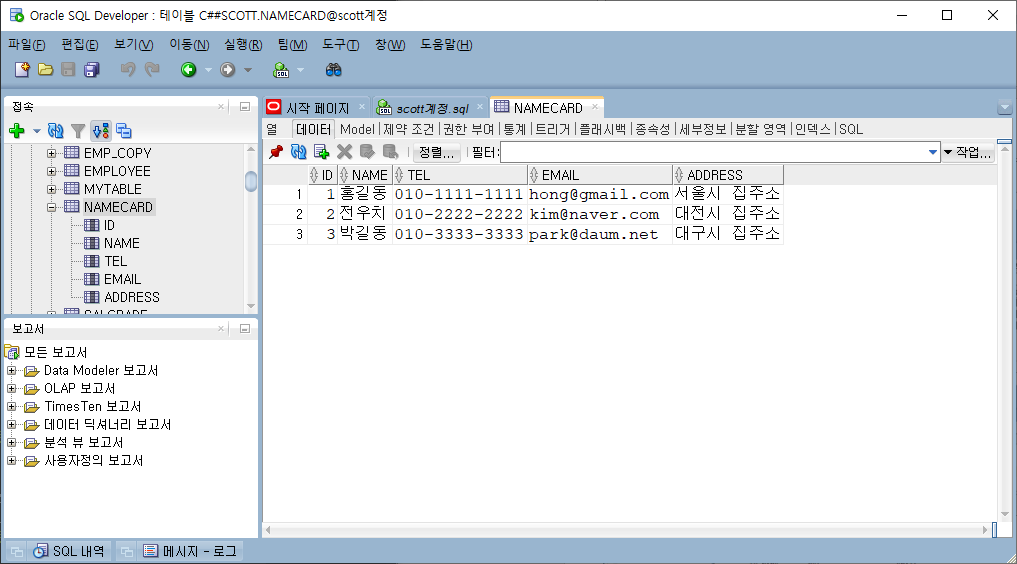 Oracle SQL Developer : 테이블 C##SCOTT.NAMECARD@scott계정
파일(F) 편집(E) 보기(V) 이동(N) 실행(R) 팀(M) 도구(T) 창(W) 도움말(H)
접속
EMP_COPY
EMPLOYEE
MYTABLE
NAMECARD
ID
NAME
TEL
EMAIL
ADDRESS
SALGRADE
보고서
모든 보고서
Data Modeler 보고서
OLAP 보고서
TimesTen 보고서
데이터 딕셔너리 보고서
분석 뷰 보고서
사용자정의 보고서
시작 페이지 scott계정.sql NAMECARD
열 데이터 Model 제약 조건 권한 부여 통계 트리거 플래시백 종속성 세부정보 분할 영역 인덱스 SQL
정렬... 필터: 작업...
ID NAME TEL EMAIL ADDRESS
1 1 홍길동 010-1111-1111 hong@gmail.com 서울시 집주소
2 2 전우치 010-2222-2222 kim@naver.com 대전시 집주소
3 3 박길동 010-3333-3333 park@daum.net 대구시 집주소
SQL 내역 메시지 - 로그